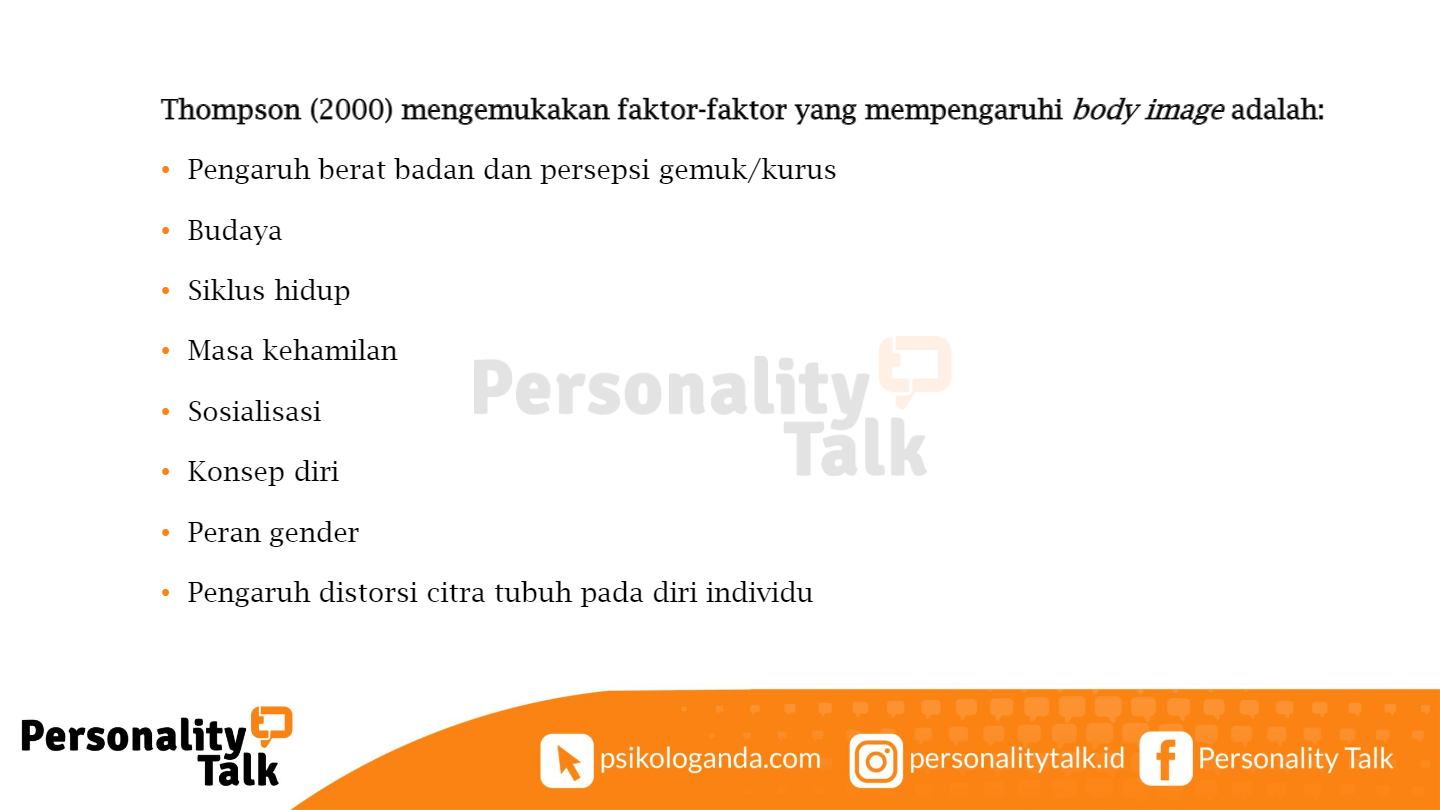 Thompson (2000) mengemukakan faktor-faktor yang mempengaruhi body image adalah:
• Pengaruh berat badan dan persepsi gemuk/kurus
• Budaya
• Siklus hidup
• Masa kehamilan
• Sosialisasi
• Konsep diri
• Peran gender
• Pengaruh distorsi citra tubuh pada diri individu
Personality
Talk
Personality
Talk
psikologanda.com
personalitytalk.id
Personality Talk